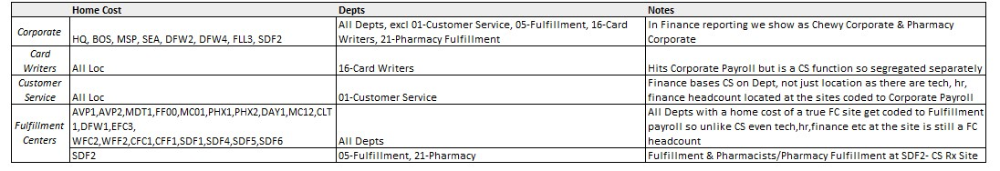 Home Cost Depts Notes
Corporate
HQ, BOS, MSP, SEA, DFW2, DFW4, FLL3, SDF2
All Depts, excl 01-Customer Service, 05-Fulfillment, 16-Card
Writers, 21-Pharmacy Fulfillment
In Finance reporting we show as Chewy Corporate & Pharmacy
Corporate
Card
Writers
All Loc
16-Card Writers
Hits Corporate Payroll but is a CS function so segregated separately
Customer
Service
All Loc
01-Customer Service
Finance bases CS on Dept, not just location as there are tech, hr,
finance headcount located at the sites coded to Corporate Payroll
Fulfillment
Centers
AVP1,AVP2,MDT1,FF00,MC01,PHX1,PHX2,DAY1,MC12,CLT
1,DFW1,EFC3,
WFC2,WFF2,CFC1,CFF1,SDF1,SDF4,SDF5,SDF6
All Depts
All Depts with a home cost of a true FC site get coded to Fulfillment
payroll so unlike CS even tech,hr,finance etc at the site is still a FC
headcount
SDF2
05-Fulfillment, 21-Pharmacy
Fulfillment & Pharmacists/Pharmacy Fulfillment at SDF2- CS Rx Site